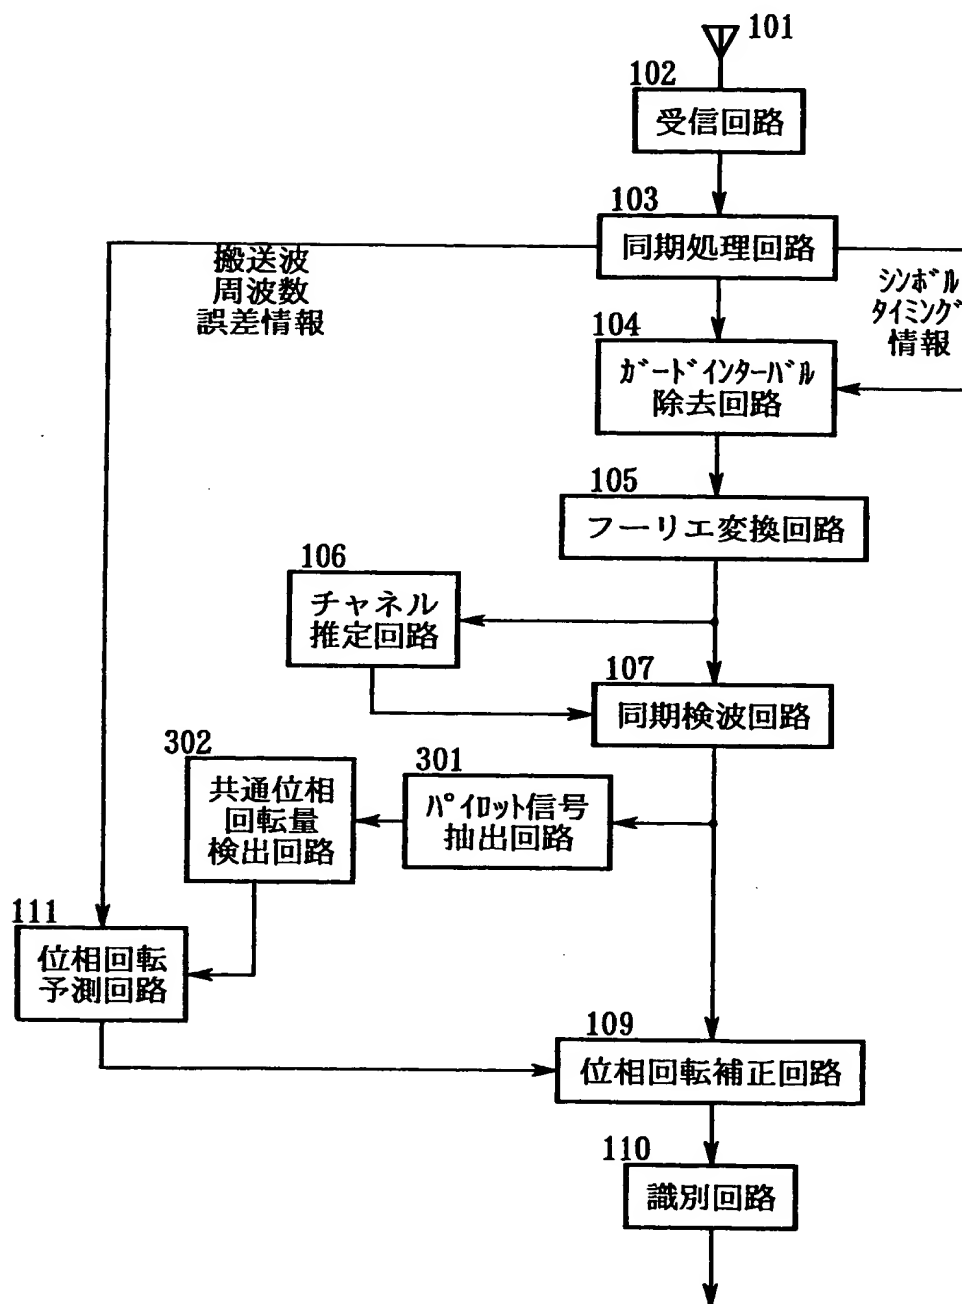 101
102
受信回路
103
同期処理回路
搬送波
周波数
誤差情報
シンボル
タイミング
情報
104
ガードインターバル
除去回路
105
フーリエ変換回路
106
チャネル
推定回路
107
同期検波回路
302
共通位相
回転量
検出回路
301
パイロット信号
抽出回路
111
位相回転
予測回路
109
位相回転補正回路
110
識別回路